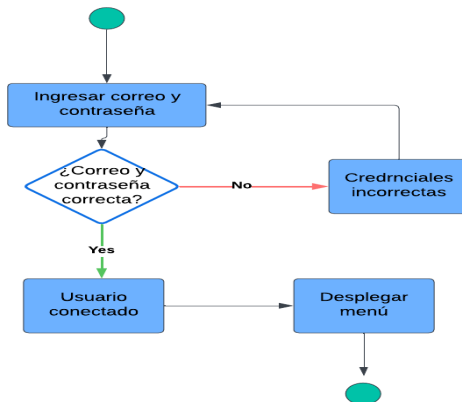 Ingresar correo y
contraseña
¿Correo y
contraseña
correcta?
No
Credrnciales
incorrectas
Yes
Usuario
conectado
Desplegar
menú